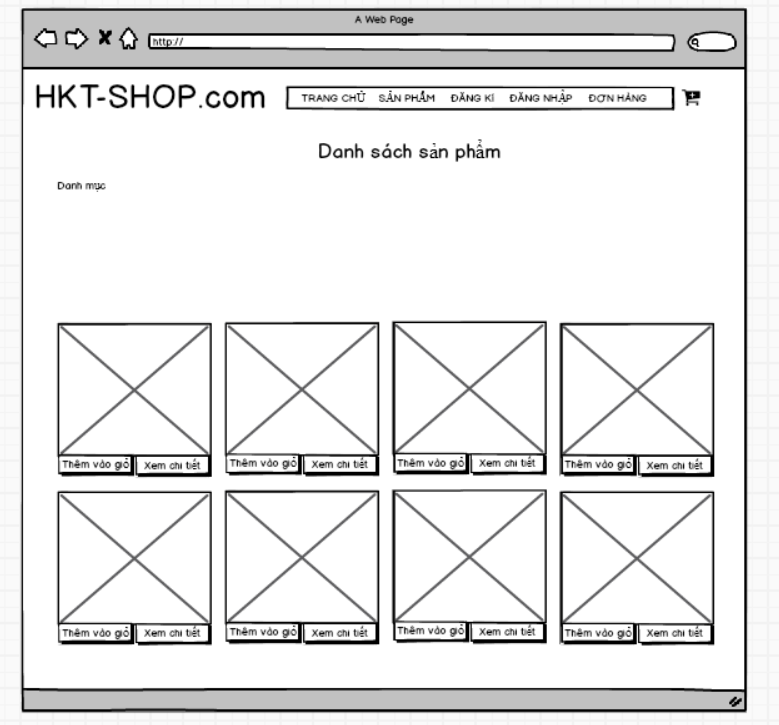 A Web Page
http://
HKT-SHOP.com
TRANG CHỦ SẢN PHẨM ĐĂNG KÍ ĐĂNG NHẬP ĐƠN HÀNG
Danh sách sản phẩm
Danh mục
Thêm vào giỏ Xem chi tiết Thêm vào giỏ Xem chi tiết Thêm vào giỏ Xem chi tiết Thêm vào giỏ Xem chi tiết
Thêm vào giỏ Xem chi tiết Thêm vào giỏ Xem chi tiết Thêm vào giỏ Xem chi tiết Thêm vào giỏ Xem chi tiết